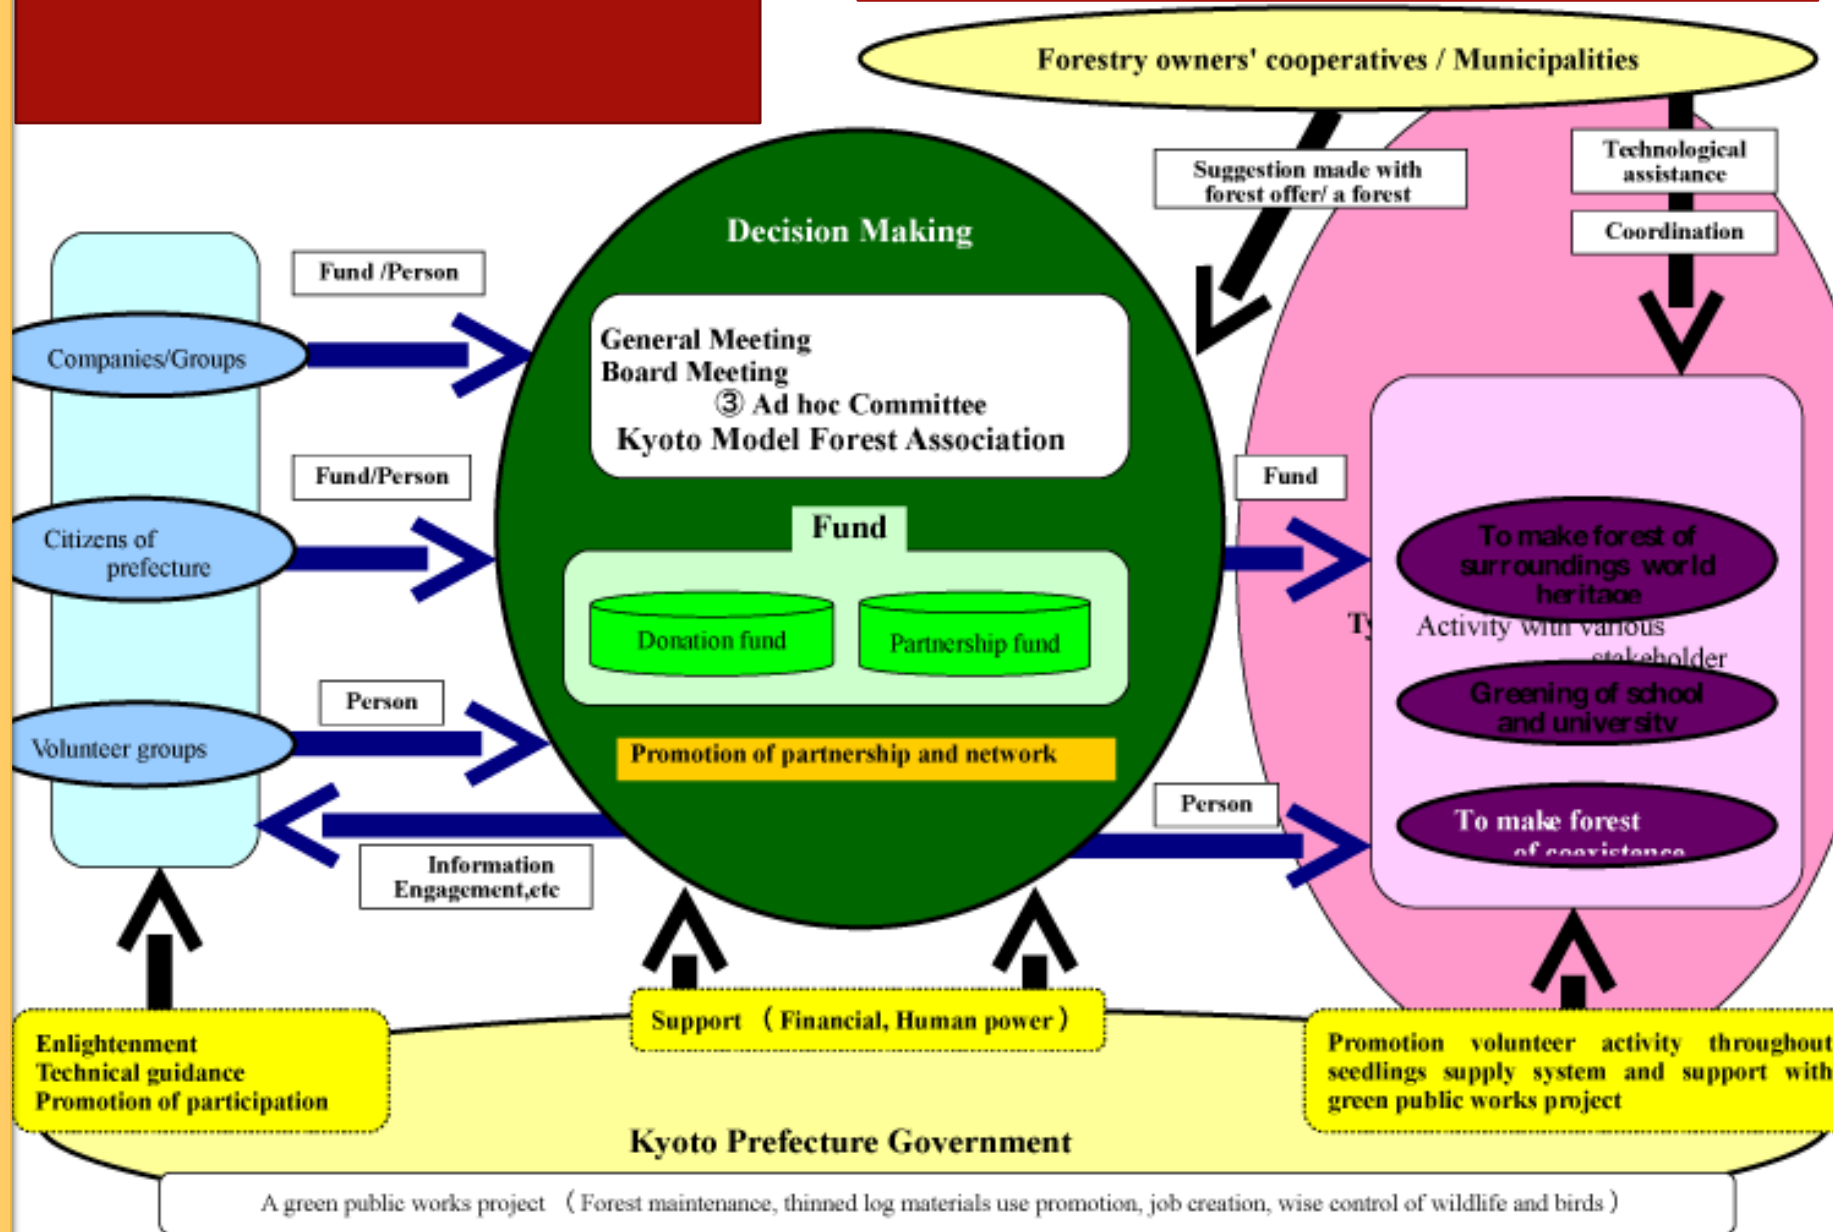 Forestry owners' cooperatives / Municipalities
Suggestion made with
forest offer/ a forest
Technological
assistance
Coordination
Decision Making
Fund /Person
Companies/Groups
General Meeting
Board Meeting
③ Ad hoc Committee
Kyoto Model Forest Association
Fund/Person
Citizens of
prefecture
Fund
Donation fund
Partnership fund
Fund
To make forest of
surroundings world
heritage
Activity with various
stakeholder
Greening of school
and university
Person
Volunteer groups
Promotion of partnership and network
Person
To make forest
of coexistence
Information
Engagement,etc
Enlightenment
Technical guidance
Promotion of participation
Support ( Financial, Human power )
Promotion volunteer activity throughout
seedlings supply system and support with
green public works project
Kyoto Prefecture Government
A green public works project ( Forest maintenance, thinned log materials use promotion, job creation, wise control of wildlife and birds )